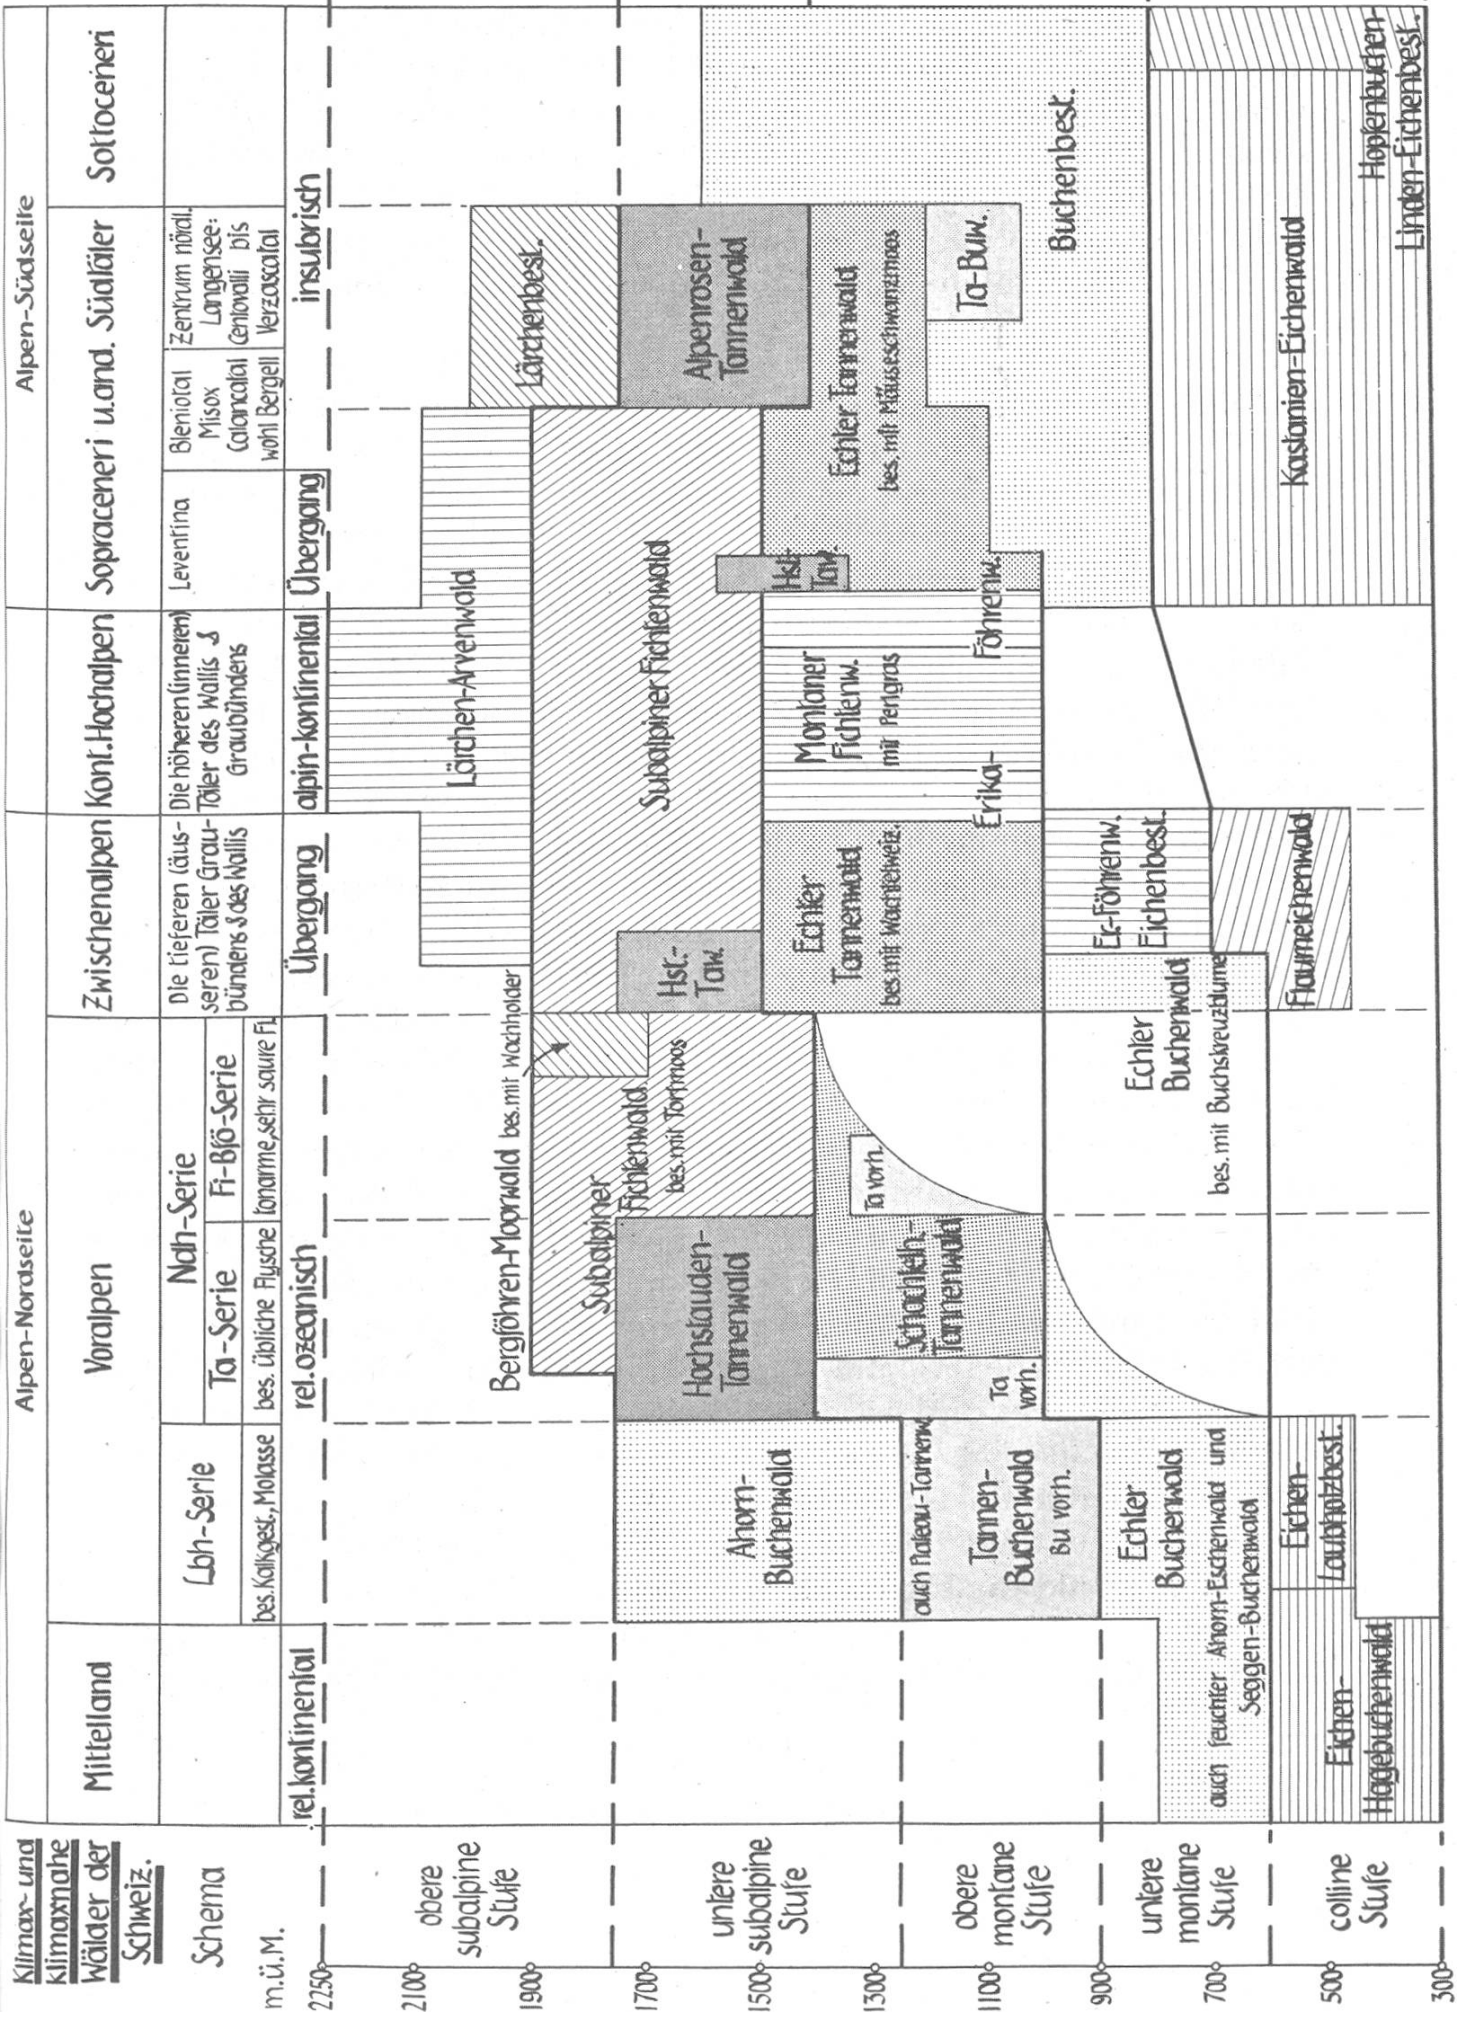 Klimax- und
klimaxnahe
Wälder der
Schweiz.
Schema
m.ü.M.
Alpen-Nordseite
Alpen-Südseite
Mittelland
Voralpen
Zwischenalpen
Kont.Hochalpen
Sopraceneri u.and. Südtäler
Sottoceneri
Lbh-Serie
Nah-Serie
Ta-Serie
Fi-Bfö-Serie
bes.Kalkgest., Molasse
bes. übliche Flysche
tonarme, sehr saure Fl.
Die tieferen (äus-
seren) Täler Grau-
bündens & des Wallis
Die höheren (inneren)
Täler des Wallis &
Graubündens
Leventina
Bleniotal
Misox
Calancatal
wohl Bergell
Zentrum nördl.
Langensee:
Centovalli bis
Verzascatal
rel.kontinental
rel.ozeanisch
Übergang
alpin-kontinental
Übergang
insubrisch
2250
2100
1900
1700
1500
1300
1100
900
700
500
300
obere
subalpine
Stufe
untere
subalpine
Stufe
obere
montane
Stufe
untere
montane
Stufe
colline
Stufe
Lärchen-Arvenwald
Lärchenbest.
Bergföhren-Moorwald bes. mit Wachholder
Subalpiner
Fichtenwald
bes. mit Torfmoos
Subalpiner Fichtenwald
Hst.-
Taw.
Hst.-
Taw.
Alpenrosen-
Tannenwald
Hochstauden-
Tannenwald
Ahorn-
Buchenwald
auch Plateau-Tannenw.
Tannen-
Buchenwald
Bu vorh.
Ta
vorh.
Schachtelh.-
Tannenwald
Ta vorh.
Echter
Tannenwald
bes. mit Wachtelweiz.
Montaner
Fichtenw.
mit Perlgras
Erika-
Föhrenw.
Echter Tannenwald
bes. mit Mäuseschwanzmoos
Ta-Buw.
Buchenbest.
Echter
Buchenwald
auch feuchter Ahorn-Eschenwald und
Seggen-Buchenwald
Echter
Buchenwald
bes. mit Buchskreuzblume
Er.-Föhrenw.
Eichenbest.
Flaumeichenwald
Eichen-
Laubholzbest.
Eichen-
Hagebuchenwald
Kastanien-Eichenwald
Hopfenbuchen-
Linden-Eichenbest.